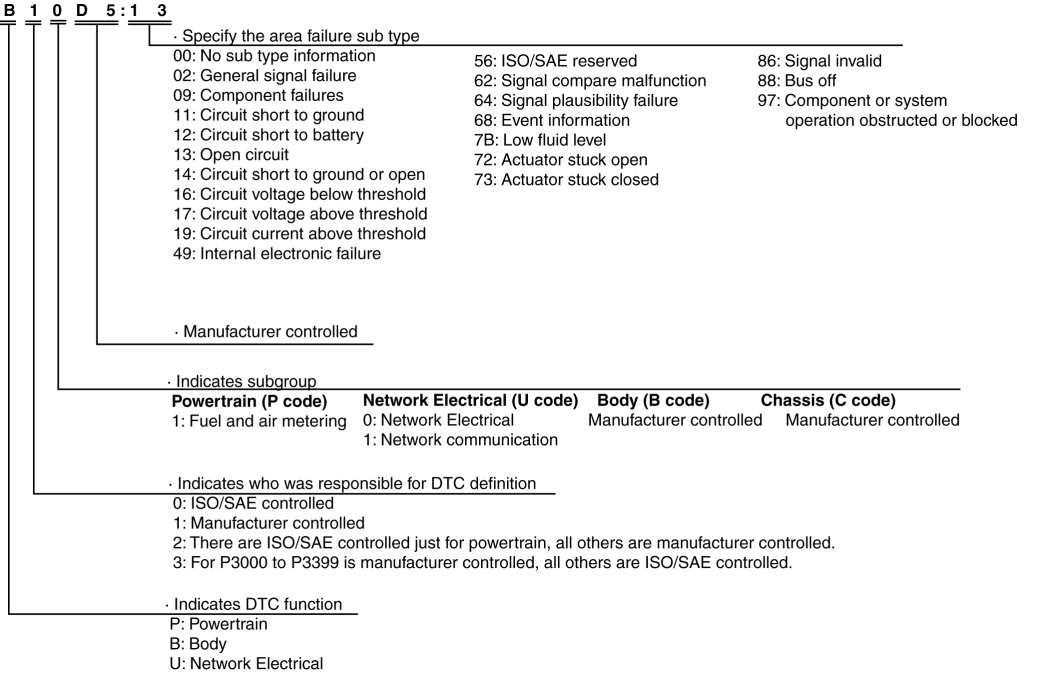 B 1 0 D 5:1 3
· Specify the area failure sub type
00: No sub type information
02: General signal failure
09: Component failures
11: Circuit short to ground
12: Circuit short to battery
13: Open circuit
14: Circuit short to ground or open
16: Circuit voltage below threshold
17: Circuit voltage above threshold
19: Circuit current above threshold
49: Internal electronic failure
56: ISO/SAE reserved
62: Signal compare malfunction
64: Signal plausibility failure
68: Event information
7B: Low fluid level
72: Actuator stuck open
73: Actuator stuck closed
86: Signal invalid
88: Bus off
97: Component or system
operation obstructed or blocked
· Manufacturer controlled
· Indicates subgroup
Powertrain (P code)
1: Fuel and air metering
Network Electrical (U code)
0: Network Electrical
1: Network communication
Body (B code)
Manufacturer controlled
Chassis (C code)
Manufacturer controlled
· Indicates who was responsible for DTC definition
0: ISO/SAE controlled
1: Manufacturer controlled
2: There are ISO/SAE controlled just for powertrain, all others are manufacturer controlled.
3: For P3000 to P3399 is manufacturer controlled, all others are ISO/SAE controlled.
· Indicates DTC function
P: Powertrain
B: Body
U: Network Electrical